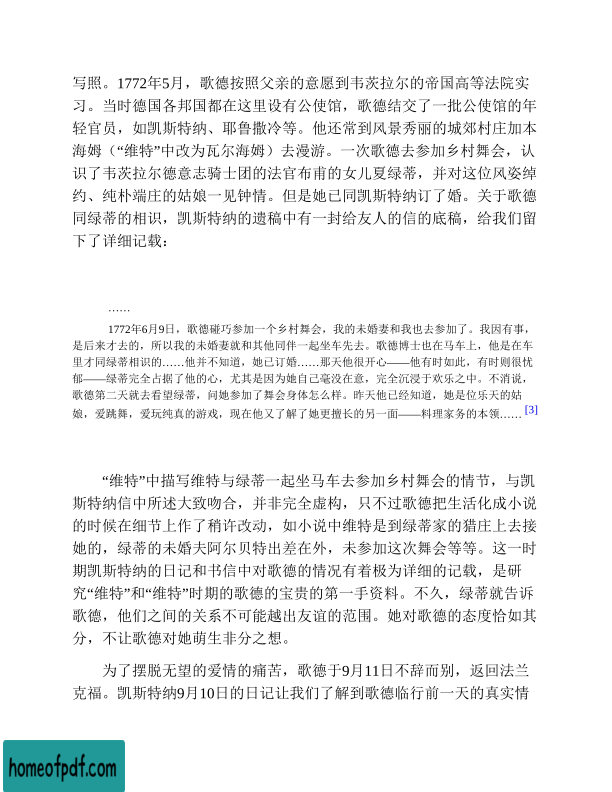 写照。1772年5月，歌德按照父亲的意愿到韦茨拉尔的帝国高等法院实
习。当时德国各邦国都在这里设有公使馆，歌德结交了一批公使馆的年
轻官员，如凯斯特纳、耶鲁撒冷等。他还常到风景秀丽的城郊村庄加本
海姆（“维特”中改为瓦尔海姆）去漫游。一次歌德去参加乡村舞会，认
识了韦茨拉尔德意志骑士团的法官布甫的女儿夏绿蒂，并对这位风姿绰
约、纯朴端庄的姑娘一见钟情。但是她已同凯斯特纳订了婚。关于歌德
同绿蒂的相识，凯斯特纳的遗稿中有一封给友人的信的底稿，给我们留
下了详细记载：
……
1772年6月9日，歌德碰巧参加一个乡村舞会，我的未婚妻和我也去参加了。我因有事，
是后来才去的，所以我的未婚妻就和其他同伴一起坐车先去。歌德博士也在马车上，他是在车
里才同绿蒂相识的……他并不知道，她已订婚……那天他很开心——他有时如此，有时则很忧
郁——绿蒂完全占据了他的心，尤其是因为她自己毫没在意，完全沉浸于欢乐之中。不消说，
歌德第二天就去看望绿蒂，问她参加了舞会身体怎么样。昨天他已经知道，她是位乐天的姑
娘，爱跳舞，爱玩纯真的游戏，现在他又了解了她更擅长的另一面——料理家务的本领……[3]
“维特”中描写维特与绿蒂一起坐马车去参加乡村舞会的情节，与凯
斯特纳信中所述大致吻合，并非完全虚构，只不过歌德把生活化成小说
的时候在细节上作了稍许改动，如小说中维特是到绿蒂家的猎庄上去接
她的，绿蒂的未婚夫阿尔贝特出差在外，未参加这次舞会等等。这一时
期凯斯特纳的日记和书信中对歌德的情况有着极为详细的记载，是研
究“维特”和“维特”时期的歌德的宝贵的第一手资料。不久，绿蒂就告诉
歌德，他们之间的关系不可能越出友谊的范围。她对歌德的态度恰如其
分，不让歌德对她萌生非分之想。
为了摆脱无望的爱情的痛苦，歌德于9月11日不辞而别，返回法兰
克福。凯斯特纳9月10日的日记让我们了解到歌德临行前一天的真实情
homeofpdf.com